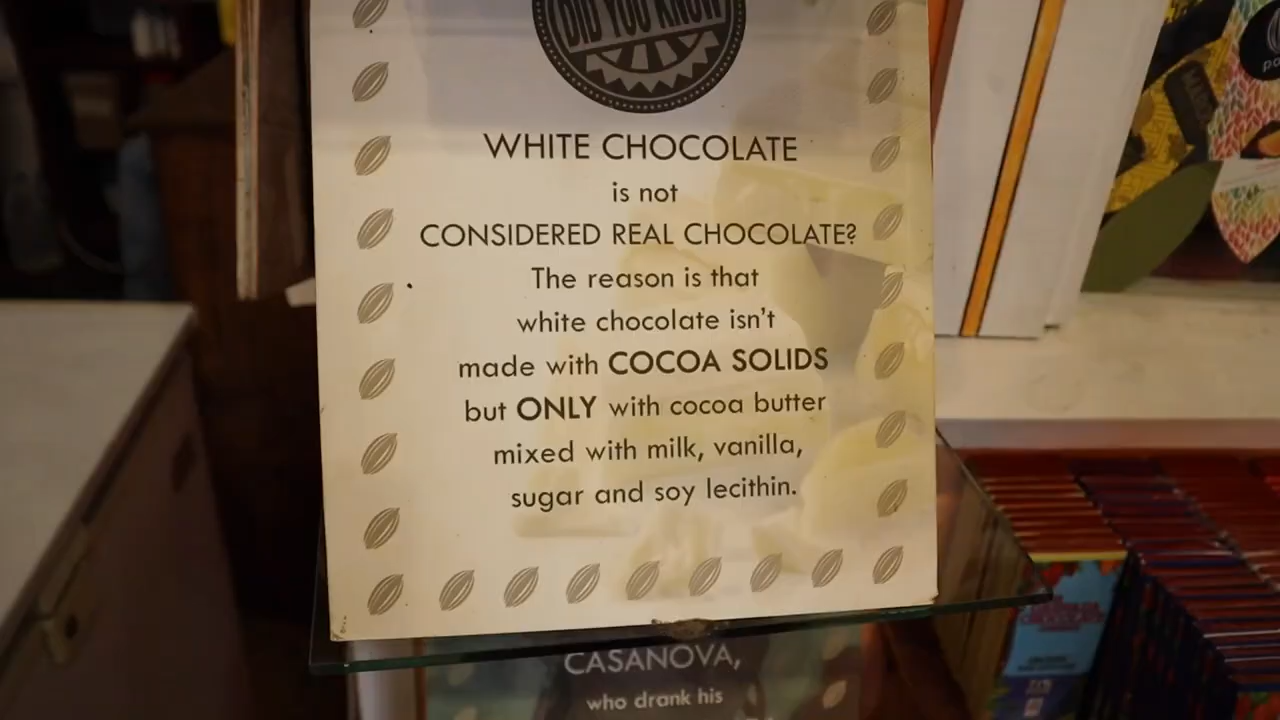 DID YOU KNOW
WHITE CHOCOLATE
is not
CONSIDERED REAL CHOCOLATE?
The reason is that
white chocolate isn't
made with COCOA SOLIDS
but ONLY with cocoa butter
mixed with milk, vanilla,
sugar and soy lecithin.
CASANOVA,
who drank his